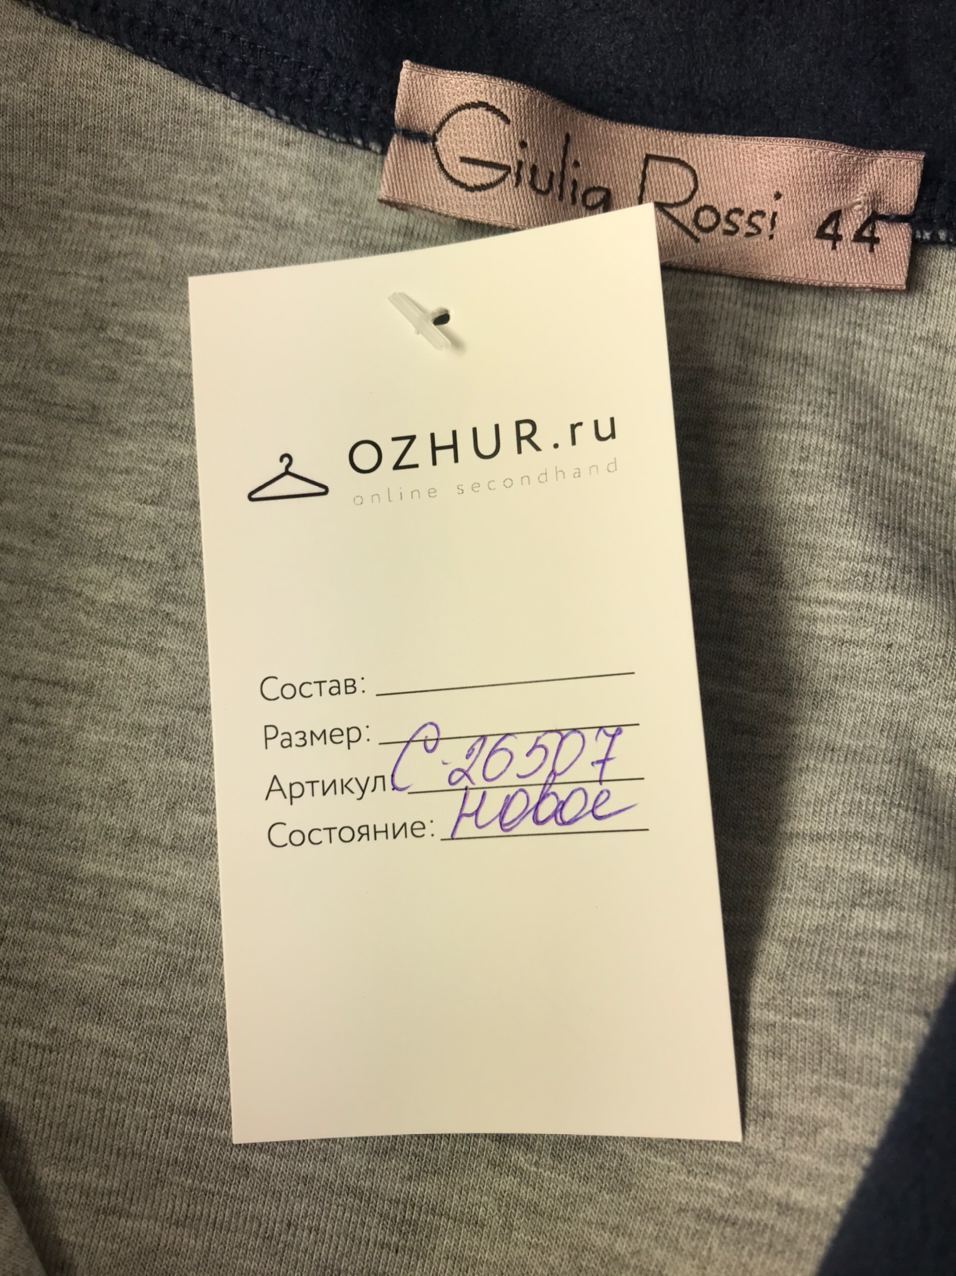 Giulia Rossi 44
OZHUR.ru
online secondhand
Состав:
Размер:
Артикул: С-26507
Состояние: новое